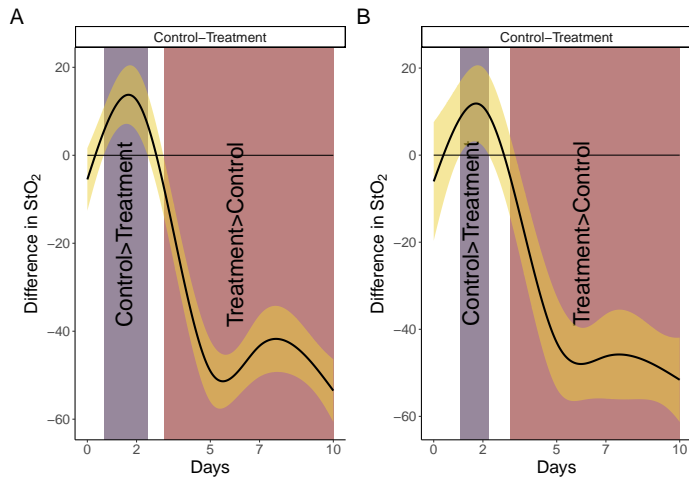 A
Control−Treatment
Difference in StO2
20
0
−20
−40
−60
Control>Treatment
Treatment>Control
0
2
5
7
10
Days
B
Control−Treatment
Difference in StO2
20
0
−20
−40
−60
Control>Treatment
Treatment>Control
0
2
5
7
10
Days